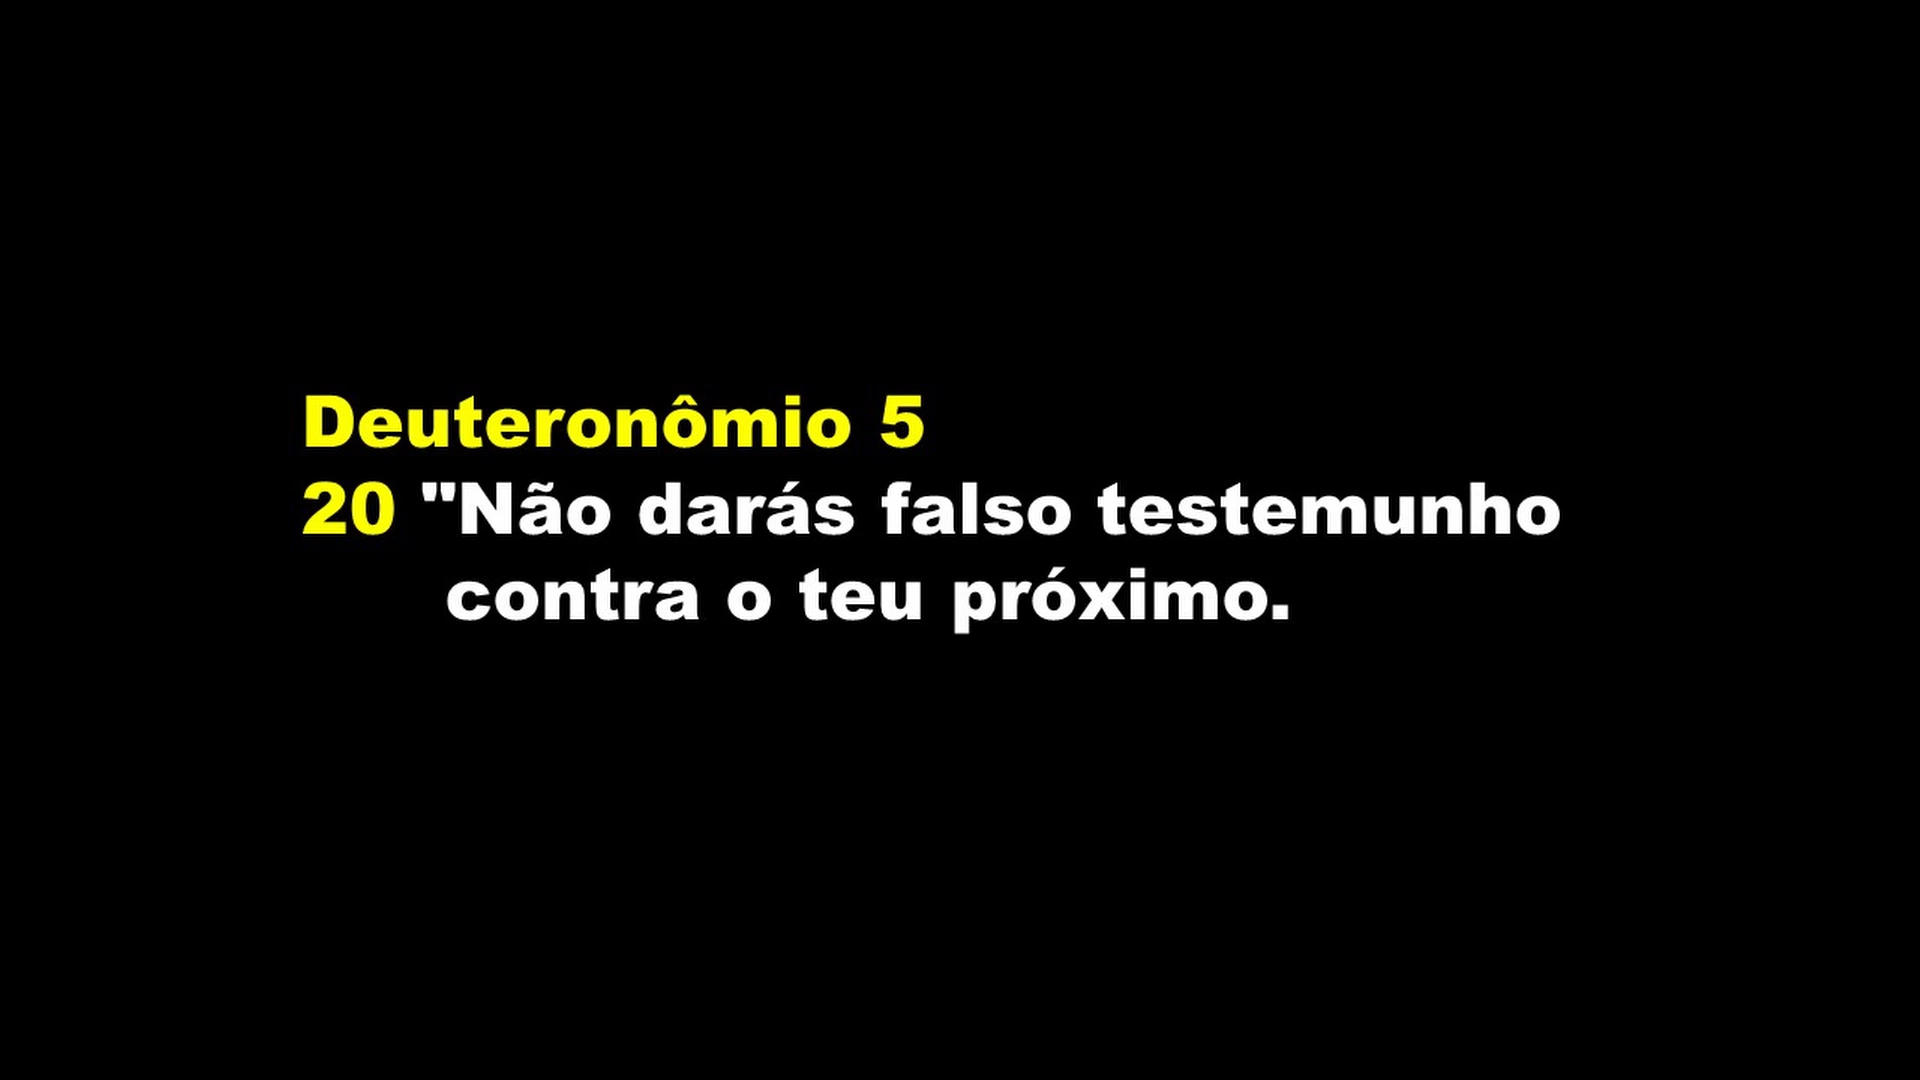 Deuteronômio 5
20 "Não darás falso testemunho
contra o teu próximo.